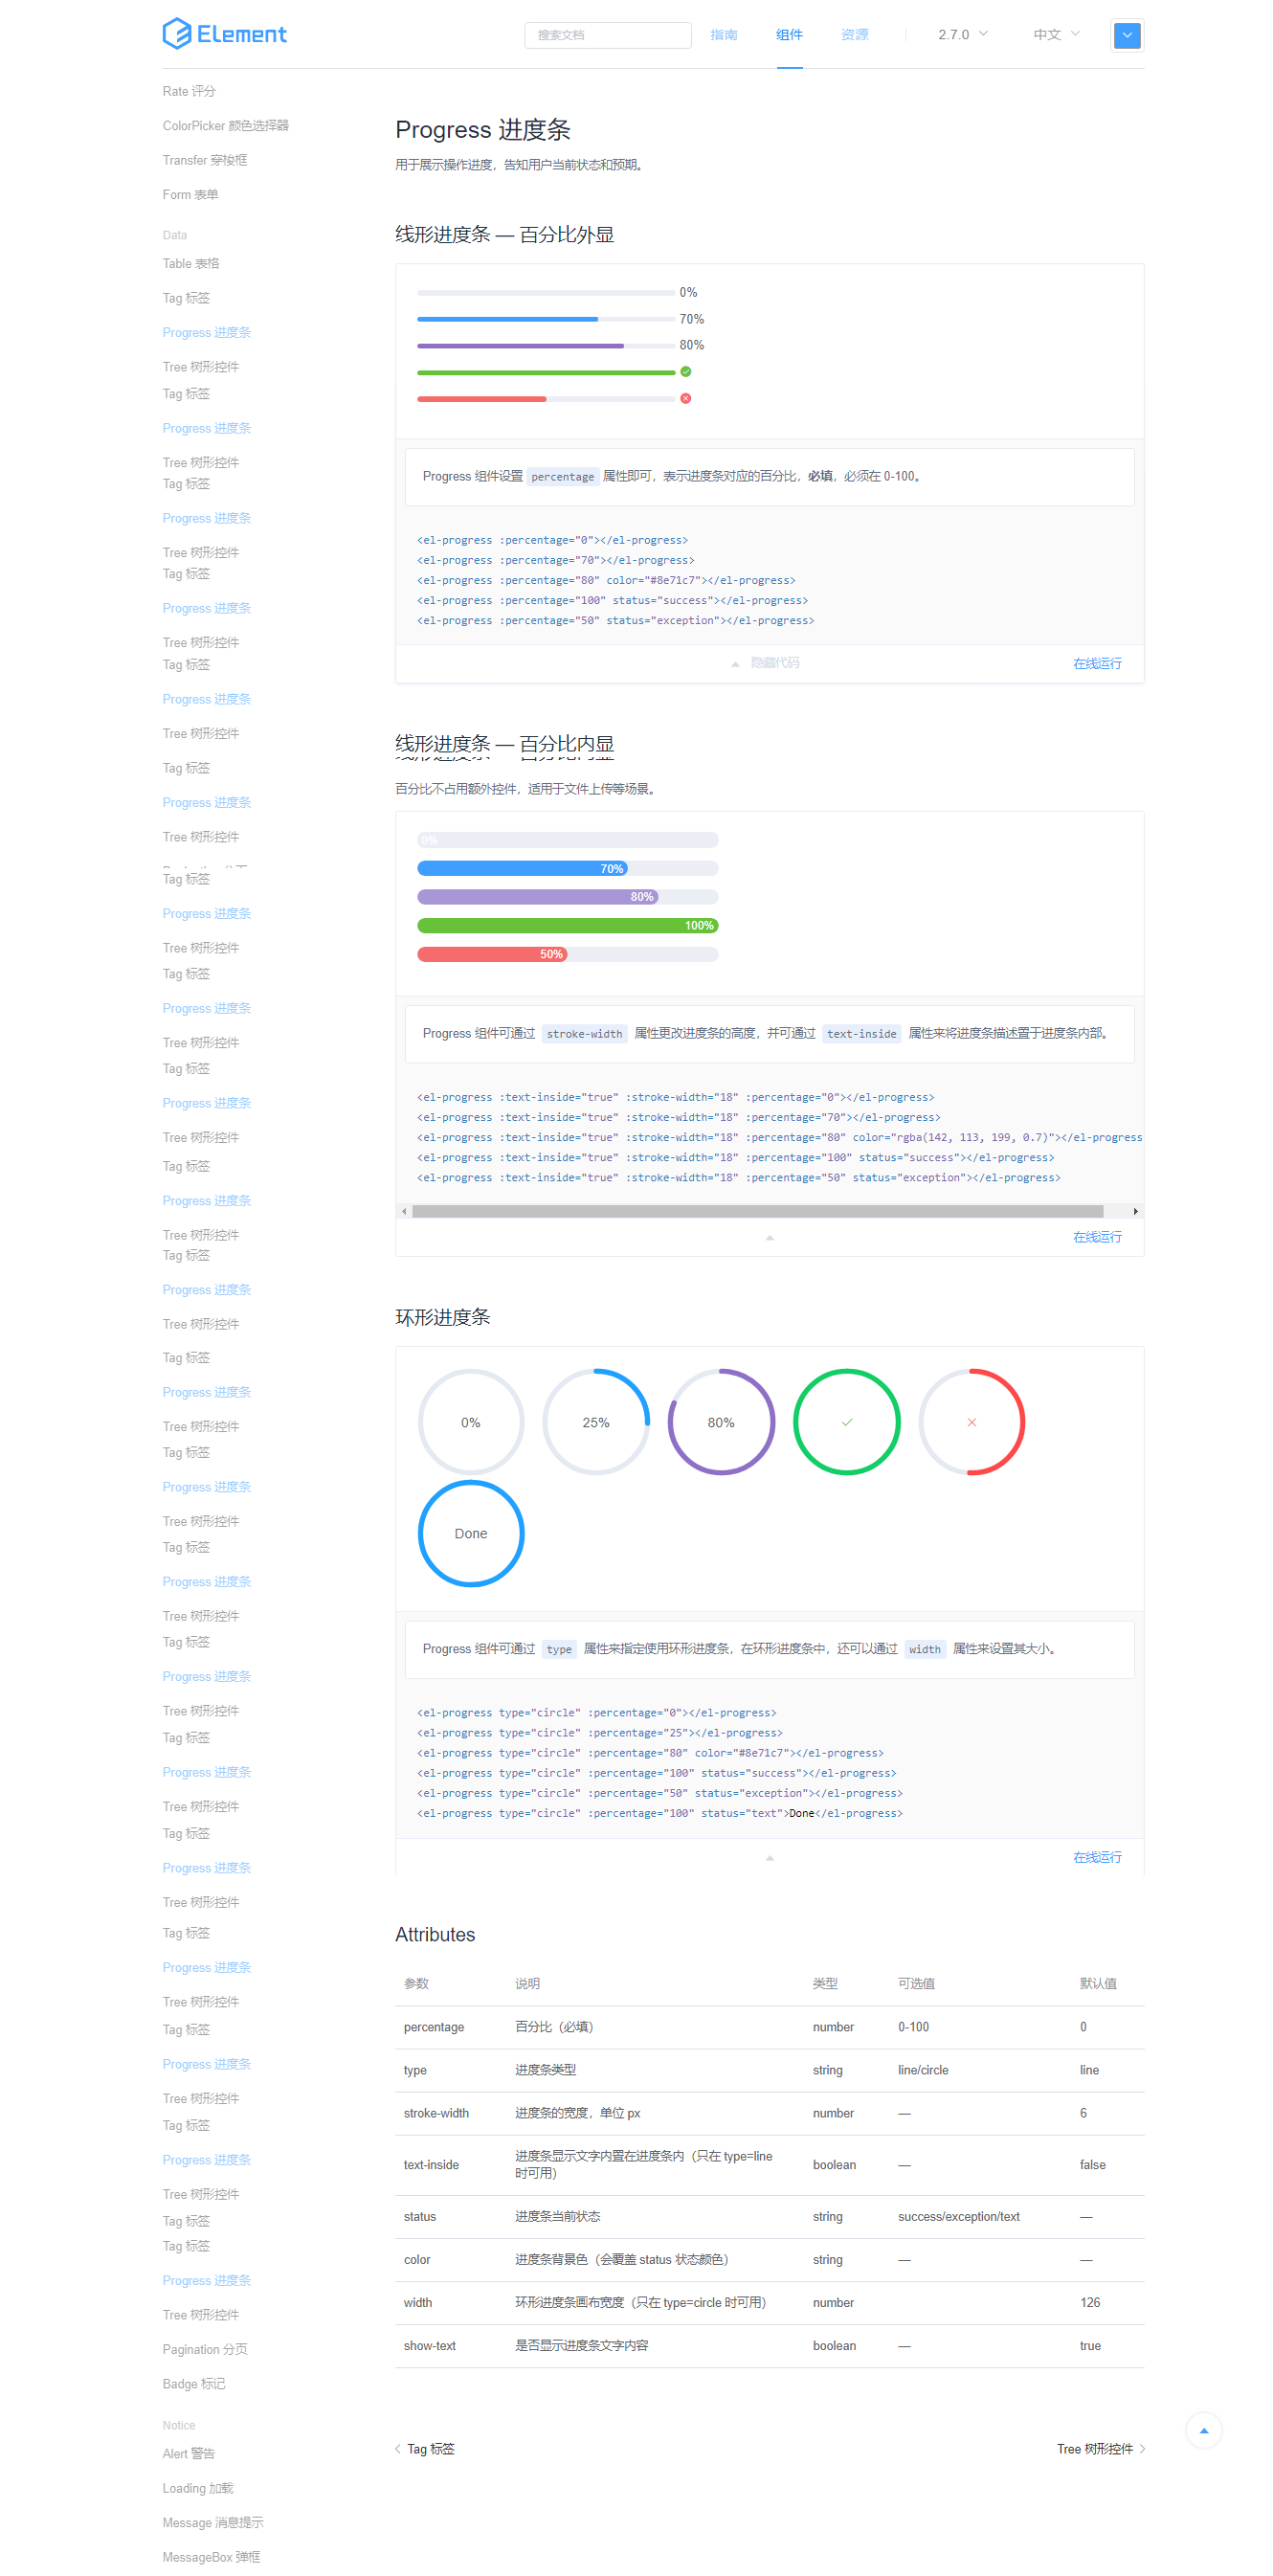 Element
搜索文档
指南
组件
资源
2.7.0
中文
Rate 评分
ColorPicker 颜色选择器
Transfer 穿梭框
Form 表单
Data
Table 表格
Tag 标签
Progress 进度条
Tree 树形控件
Tag 标签
Progress 进度条
Tree 树形控件
Tag 标签
Progress 进度条
Tree 树形控件
Tag 标签
Progress 进度条
Tree 树形控件
Tag 标签
Progress 进度条
Tree 树形控件
Tag 标签
Progress 进度条
Tree 树形控件
Tag 标签
Progress 进度条
Tree 树形控件
Tag 标签
Progress 进度条
Tree 树形控件
Tag 标签
Progress 进度条
Tree 树形控件
Tag 标签
Progress 进度条
Tree 树形控件
Tag 标签
Progress 进度条
Tree 树形控件
Tag 标签
Progress 进度条
Tree 树形控件
Tag 标签
Progress 进度条
Tree 树形控件
Tag 标签
Progress 进度条
Tree 树形控件
Tag 标签
Progress 进度条
Tree 树形控件
Tag 标签
Progress 进度条
Tree 树形控件
Tag 标签
Progress 进度条
Tree 树形控件
Tag 标签
Progress 进度条
Tree 树形控件
Tag 标签
Progress 进度条
Tree 树形控件
Tag 标签
Progress 进度条
Tree 树形控件
Tag 标签
Tag 标签
Progress 进度条
Tree 树形控件
Pagination 分页
Badge 标记
Notice
Alert 警告
Loading 加载
Message 消息提示
MessageBox 弹框
Progress 进度条
用于展示操作进度，告知用户当前状态和预期。
线形进度条 — 百分比外显
0%
70%
80%
Progress 组件设置 percentage 属性即可，表示进度条对应的百分比，必填，必须在 0-100。
<el-progress :percentage="0"></el-progress>
<el-progress :percentage="70"></el-progress>
<el-progress :percentage="80" color="#8e71c7"></el-progress>
<el-progress :percentage="100" status="success"></el-progress>
<el-progress :percentage="50" status="exception"></el-progress>
隐藏代码
在线运行
线形进度条 — 百分比内显
百分比不占用额外控件，适用于文件上传等场景。
0%
70%
80%
100%
50%
Progress 组件可通过 stroke-width 属性更改进度条的高度，并可通过 text-inside 属性来将进度条描述置于进度条内部。
<el-progress :text-inside="true" :stroke-width="18" :percentage="0"></el-progress>
<el-progress :text-inside="true" :stroke-width="18" :percentage="70"></el-progress>
<el-progress :text-inside="true" :stroke-width="18" :percentage="80" color="rgba(142, 113, 199, 0.7)"></el-progress
<el-progress :text-inside="true" :stroke-width="18" :percentage="100" status="success"></el-progress>
<el-progress :text-inside="true" :stroke-width="18" :percentage="50" status="exception"></el-progress>
在线运行
环形进度条
0%
25%
80%
Done
Progress 组件可通过 type 属性来指定使用环形进度条，在环形进度条中，还可以通过 width 属性来设置其大小。
<el-progress type="circle" :percentage="0"></el-progress>
<el-progress type="circle" :percentage="25"></el-progress>
<el-progress type="circle" :percentage="80" color="#8e71c7"></el-progress>
<el-progress type="circle" :percentage="100" status="success"></el-progress>
<el-progress type="circle" :percentage="50" status="exception"></el-progress>
<el-progress type="circle" :percentage="100" status="text">Done</el-progress>
在线运行
Attributes
参数 说明 类型 可选值 默认值
percentage 百分比（必填） number 0-100 0
type 进度条类型 string line/circle line
stroke-width 进度条的宽度，单位 px number — 6
text-inside 进度条显示文字内置在进度条内（只在 type=line 时可用） boolean — false
status 进度条当前状态 string success/exception/text —
color 进度条背景色（会覆盖 status 状态颜色） string — —
width 环形进度条画布宽度（只在 type=circle 时可用） number 126
show-text 是否显示进度条文字内容 boolean — true
Tag 标签
Tree 树形控件